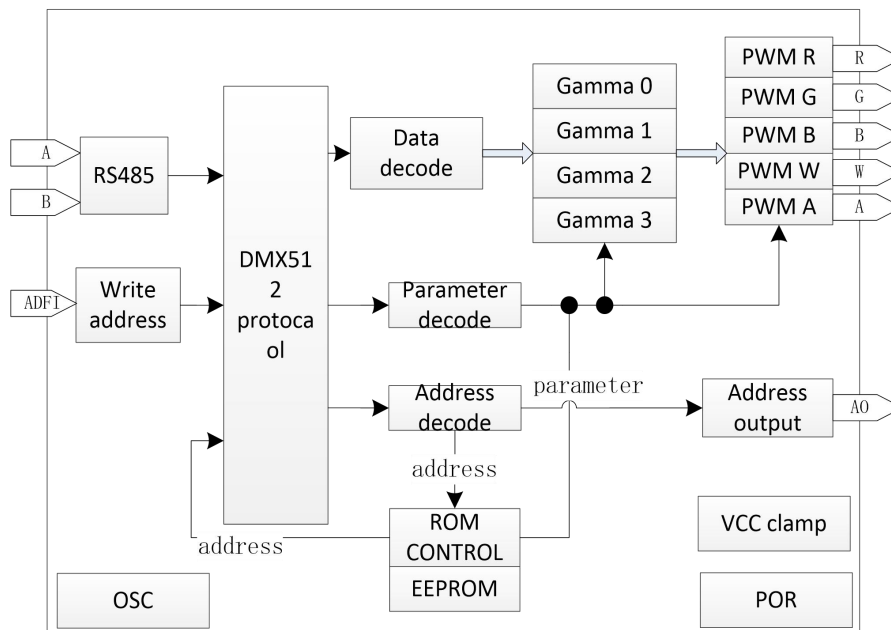 A
B
RS485
ADFI
Write
address
DMX51
2
protoca
ol
Data
decode
Gamma 0
Gamma 1
Gamma 2
Gamma 3
PWM R
PWM G
PWM B
PWM W
PWM A
R
G
B
W
A
Parameter
decode
parameter
Address
decode
Address
output
AO
address
address
ROM
CONTROL
EEPROM
VCC clamp
OSC
POR